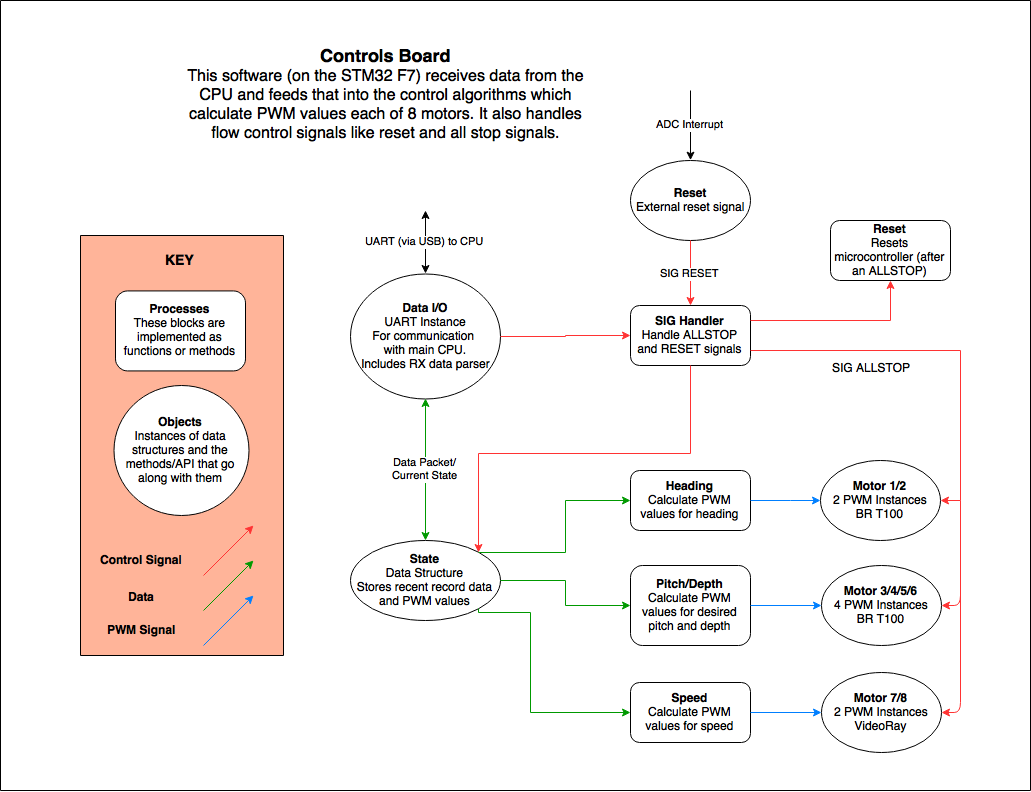 Controls Board
This software (on the STM32 F7) receives data from the
CPU and feeds that into the control algorithms which
calculate PWM values each of 8 motors. It also handles
flow control signals like reset and all stop signals.
ADC Interrupt
Reset
External reset signal
SIG RESET
Reset
Resets
microcontroller (after
an ALLSTOP)
UART (via USB) to CPU
Data I/O
UART Instance
For communication
with main CPU.
Includes RX data parser
SIG Handler
Handle ALLSTOP
and RESET signals
SIG ALLSTOP
KEY
Processes
These blocks are
implemented as
functions or methods
Objects
Instances of data
structures and the
methods/API that go
along with them
Control Signal
Data
PWM Signal
Data Packet/
Current State
State
Data Structure
Stores recent record data
and PWM values
Heading
Calculate PWM
values for heading
Motor 1/2
2 PWM Instances
BR T100
Pitch/Depth
Calculate PWM
values for desired
pitch and depth
Motor 3/4/5/6
4 PWM Instances
BR T100
Speed
Calculate PWM
values for speed
Motor 7/8
2 PWM Instances
VideoRay